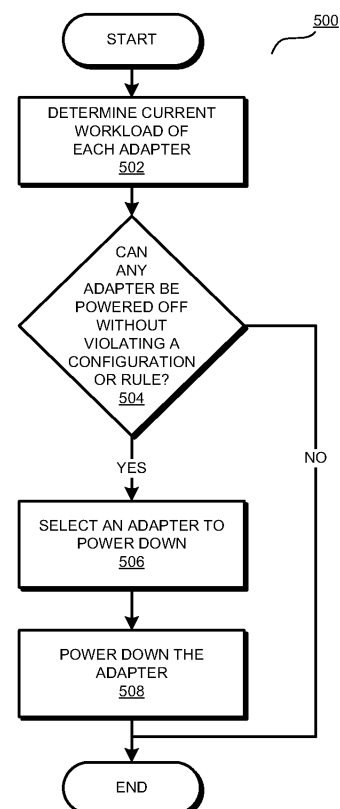 500
START
DETERMINE CURRENT
WORKLOAD OF
EACH ADAPTER
502
CAN
ANY
ADAPTER BE
POWERED OFF
WITHOUT
VIOLATING A
CONFIGURATION
OR RULE?
504
YES
NO
SELECT AN ADAPTER TO
POWER DOWN
506
POWER DOWN THE
ADAPTER
508
END